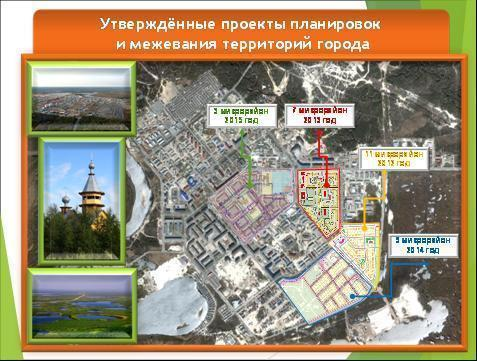 Утверждённые проекты планировок
и межевания территорий города
3 микрорайон
2015 год
7 микрорайон
2013 год
11 микрорайон
2012 год
5 микрорайон
2014 год